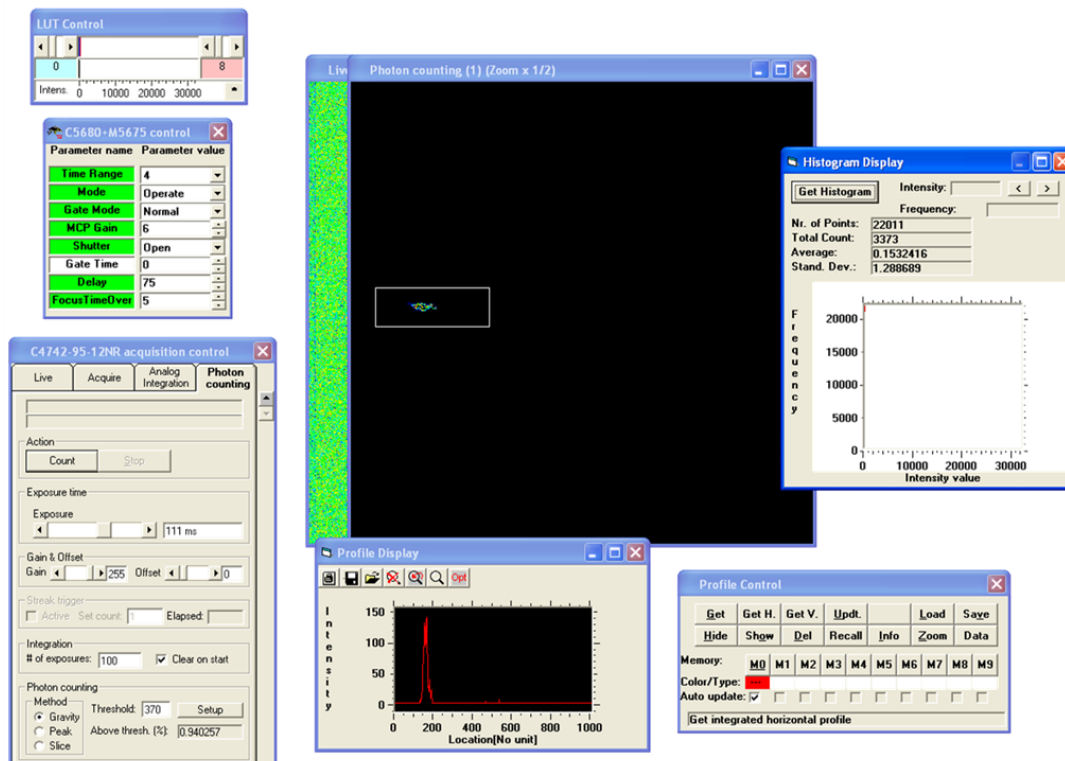 LUT Control
0 8
Intens. 0 10000 20000 30000
C5680+M5675 control
Parameter name Parameter value
Time Range 4
Mode Operate
Gate Mode Normal
MCP Gain 6
Shutter Open
Gate Time 0
Delay 75
FocusTimeOver 5
C4742-95-12NR acquisition control
Live Acquire Analog Integration Photon counting
Action
Count Stop
Exposure time
Exposure
111 ms
Gain & Offset
Gain 255 Offset 0
Streak trigger
Active Set count: 1 Elapsed:
Integration
# of exposures: 100 Clear on start
Photon counting
Method
Gravity
Peak
Slice
Threshold: 370 Setup
Above thresh. (%): 0.940257
Live
Photon counting (1) (Zoom x 1/2)
Histogram Display
Get Histogram Intensity: < >
Frequency:
Nr. of Points: 22011
Total Count: 3373
Average: 0.1532416
Stand. Dev.: 1.288689
Frequency
20000
15000
10000
5000
0
0 10000 20000 30000
Intensity value
Profile Display
Opt
Intensity
150
100
50
0
0 200 400 600 800 1000
Location[No unit]
Profile Control
Get Get H. Get V. Updt. Load Save
Hide Show Del Recall Info Zoom Data
Memory: M0 M1 M2 M3 M4 M5 M6 M7 M8 M9
Color/Type:
Auto update:
Get integrated horizontal profile